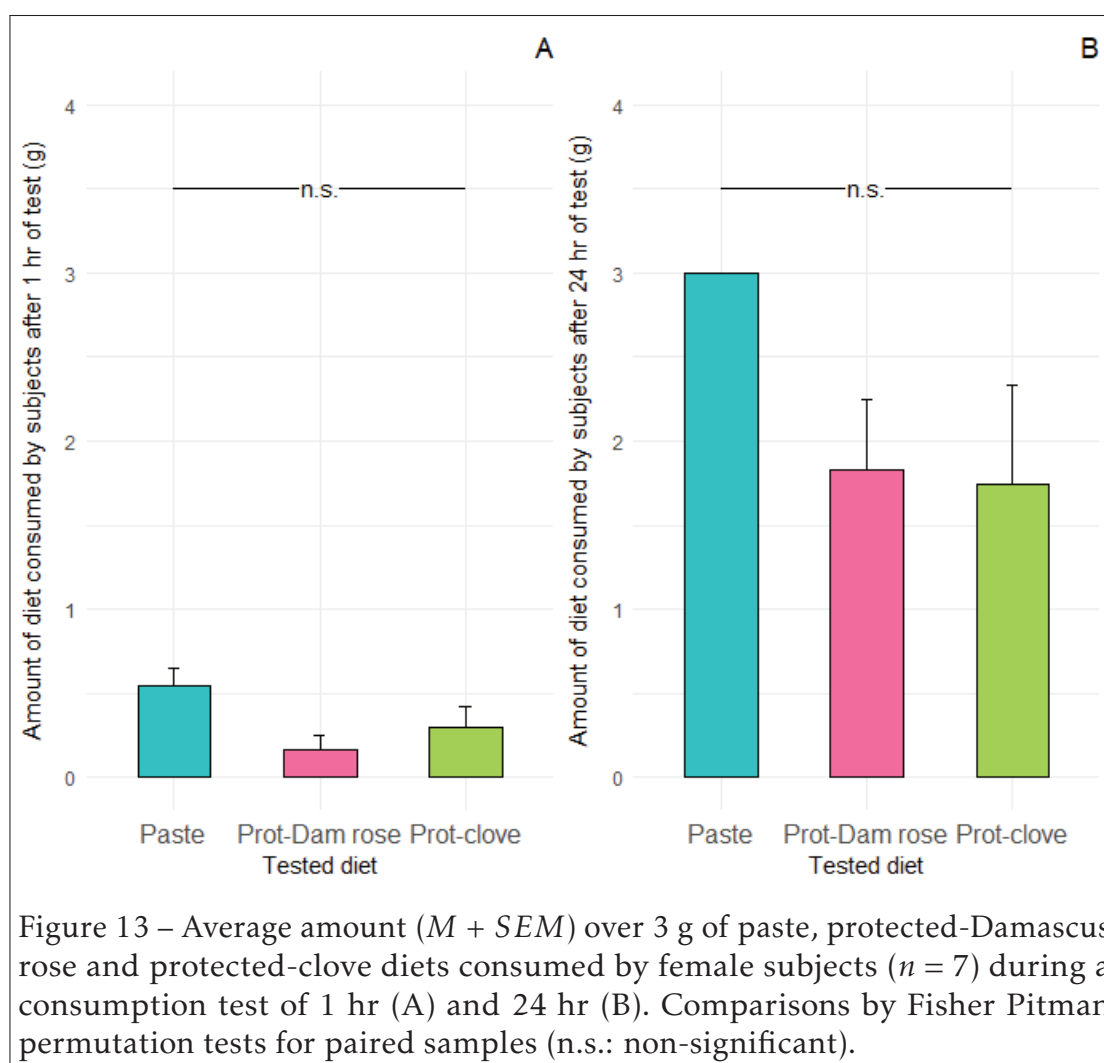 A
Amount of diet consumed by subjects after 1 hr of test (g)
4
3
2
1
0
n.s.
Paste Prot-Dam rose Prot-clove
Tested diet
B
Amount of diet consumed by subjects after 24 hr of test (g)
4
3
2
1
0
n.s.
Paste Prot-Dam rose Prot-clove
Tested diet
Figure 13 – Average amount (M + SEM) over 3 g of paste, protected-Damascus
rose and protected-clove diets consumed by female subjects (n = 7) during a
consumption test of 1 hr (A) and 24 hr (B). Comparisons by Fisher Pitman
permutation tests for paired samples (n.s.: non-significant).